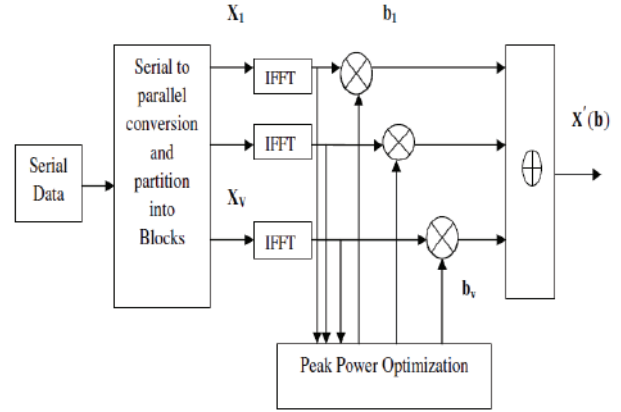 X1
b1
Serial to
parallel
conversion
and
partition
into
Blocks
Serial
Data
IFFT
IFFT
XV
IFFT
X'(b)
bv
Peak Power Optimization